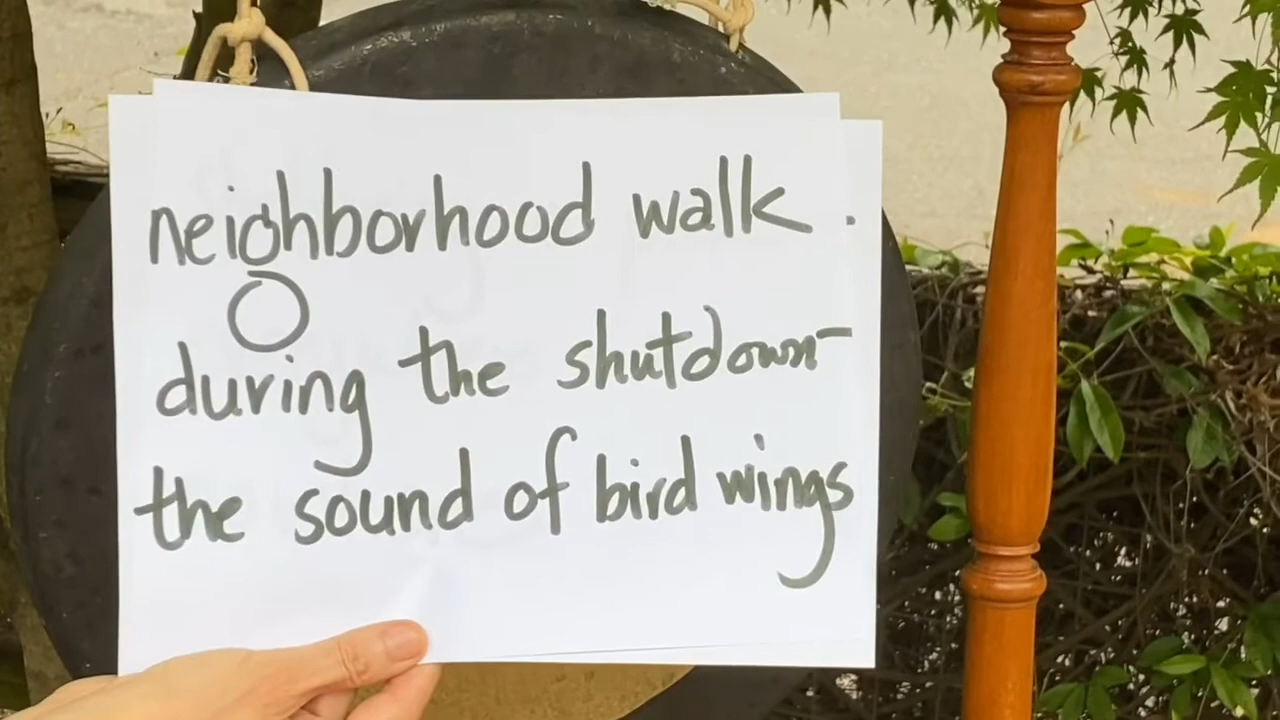 neighborhood walk.
during the shutdown-
the sound of bird wings